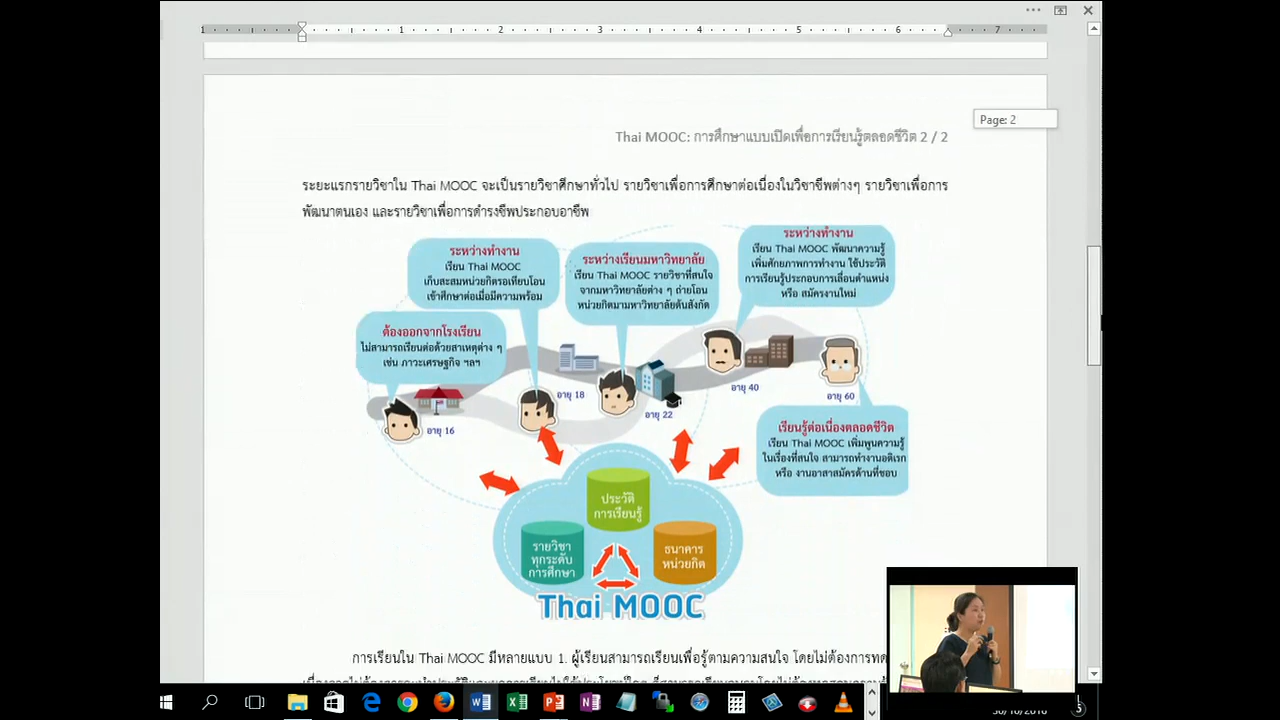 1 1 2 3 4 5 6 7
Page: 2
Thai MOOC: การศึกษาแบบเปิดเพื่อการเรียนรู้ตลอดชีวิต 2 / 2
ระยะแรกรายวิชาใน Thai MOOC จะเป็นรายวิชาศึกษาทั่วไป รายวิชาเพื่อการศึกษาต่อเนื่องในวิชาชีพต่างๆ รายวิชาเพื่อการ
พัฒนาตนเอง และรายวิชาเพื่อการดำรงชีพประกอบอาชีพ
ระหว่างทำงาน
เรียน Thai MOOC
เก็บสะสมหน่วยกิตรอเทียบโอน
เข้าศึกษาต่อเมื่อมีความพร้อม
ระหว่างเรียนมหาวิทยาลัย
เรียน Thai MOOC รายวิชาที่สนใจ
จากมหาวิทยาลัยต่าง ๆ ถ่ายโอน
หน่วยกิตมามหาวิทยาลัยต้นสังกัด
ระหว่างทำงาน
เรียน Thai MOOC พัฒนาความรู้
เพิ่มศักยภาพการทำงาน ใช้ประวัติ
การเรียนรู้ประกอบการเลื่อนตำแหน่ง
หรือ สมัครงานใหม่
ต้องออกจากโรงเรียน
ไม่สามารถเรียนต่อด้วยสาเหตุต่าง ๆ
เช่น ภาวะเศรษฐกิจ ฯลฯ
อายุ 16
อายุ 18
อายุ 22
อายุ 40
อายุ 60
เรียนรู้ต่อเนื่องตลอดชีวิต
เรียน Thai MOOC เพิ่มพูนความรู้
ในเรื่องที่สนใจ สามารถทำงานอดิเรก
หรือ งานอาสาสมัครด้านที่ชอบ
ประวัติ
การเรียนรู้
รายวิชา
ทุกระดับ
การศึกษา
ธนาคาร
หน่วยกิต
Thai MOOC
การเรียนใน Thai MOOC มีหลายแบบ 1. ผู้เรียนสามารถเรียนเพื่อรู้ตามความสนใจ โดยไม่ต้องการทด
30/10/2016